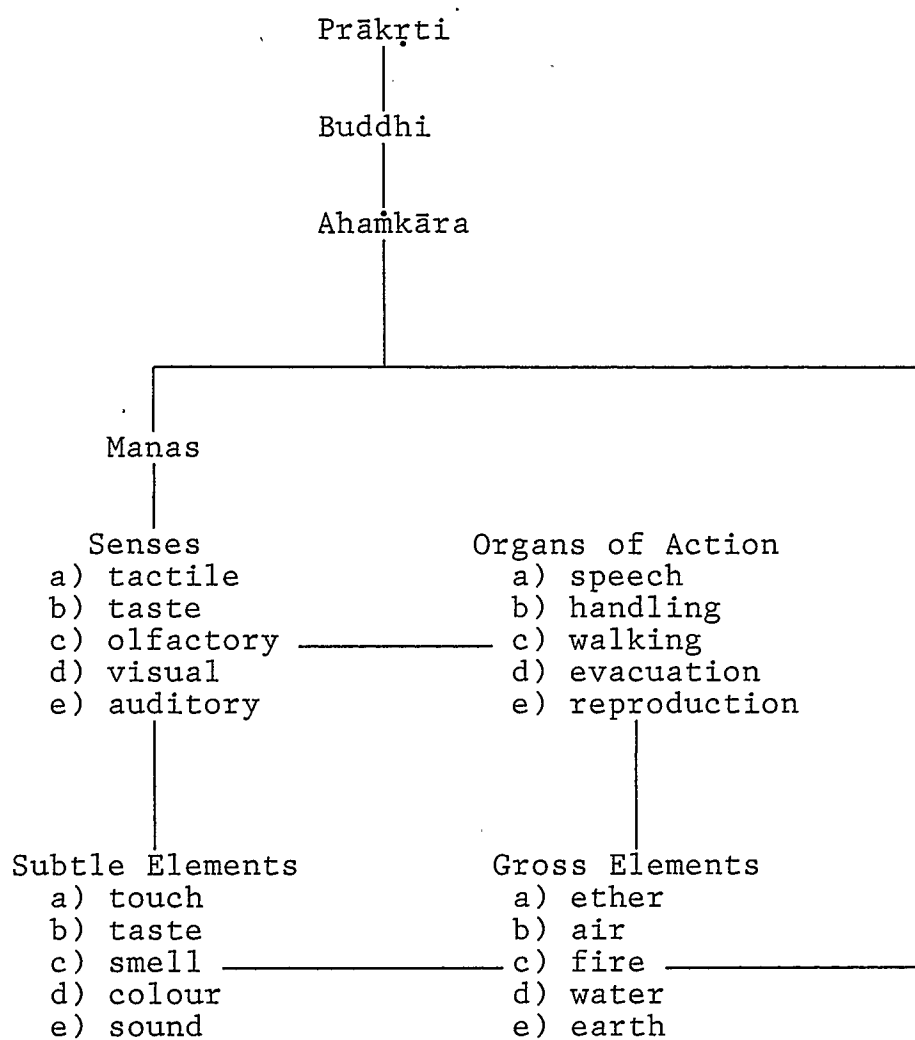 Prākṛti
Buddhi
Ahaṁkāra
Manas
Senses
a) tactile
b) taste
c) olfactory
d) visual
e) auditory
Organs of Action
a) speech
b) handling
c) walking
d) evacuation
e) reproduction
Subtle Elements
a) touch
b) taste
c) smell
d) colour
e) sound
Gross Elements
a) ether
b) air
c) fire
d) water
e) earth